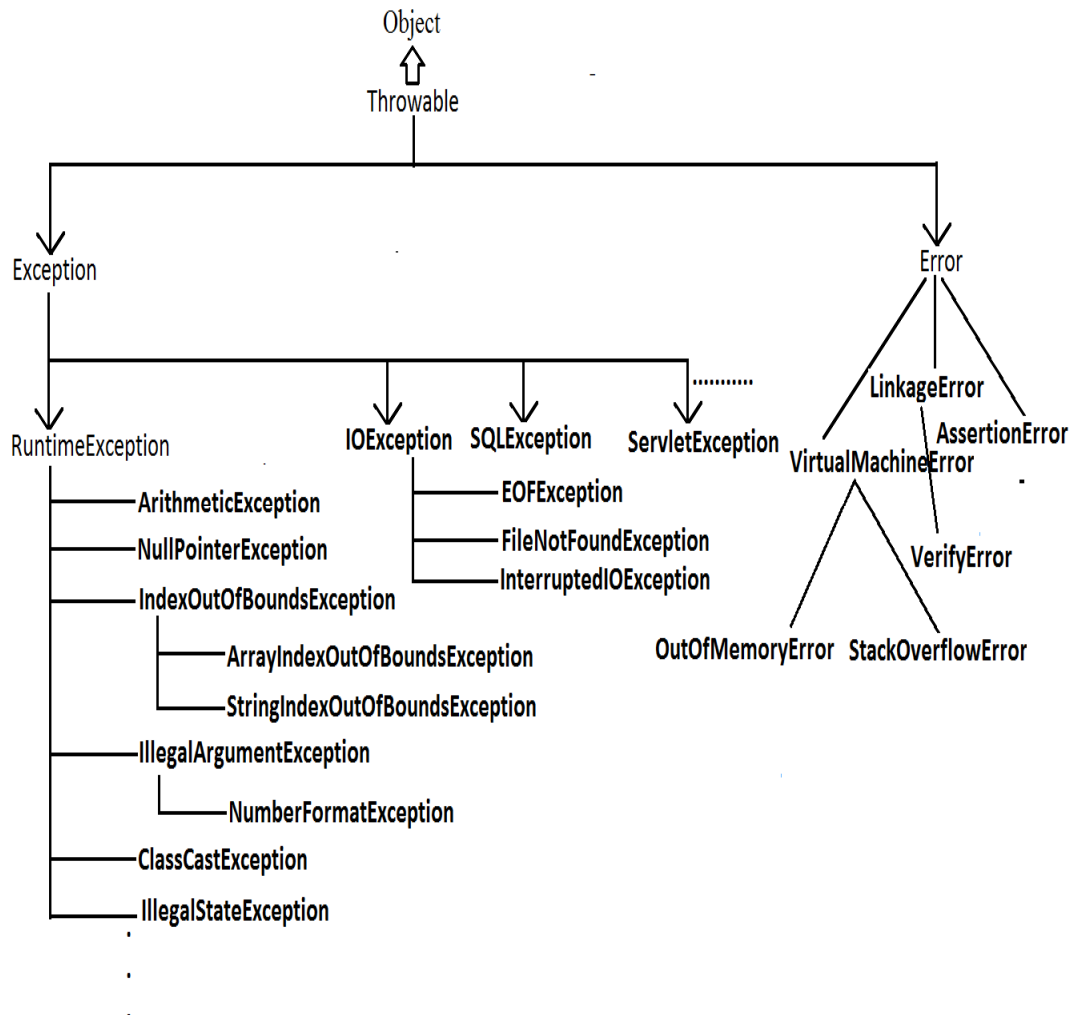 Object
Throwable
Exception
Error
RuntimeException
IOException
SQLException
ServletException
...........
LinkageError
AssertionError
VirtualMachineError
ArithmeticException
NullPointerException
IndexOutOfBoundsException
ArrayIndexOutOfBoundsException
StringIndexOutOfBoundsException
IllegalArgumentException
NumberFormatException
ClassCastException
IllegalStateException
EOFException
FileNotFoundException
InterruptedIOException
VerifyError
OutOfMemoryError
StackOverflowError